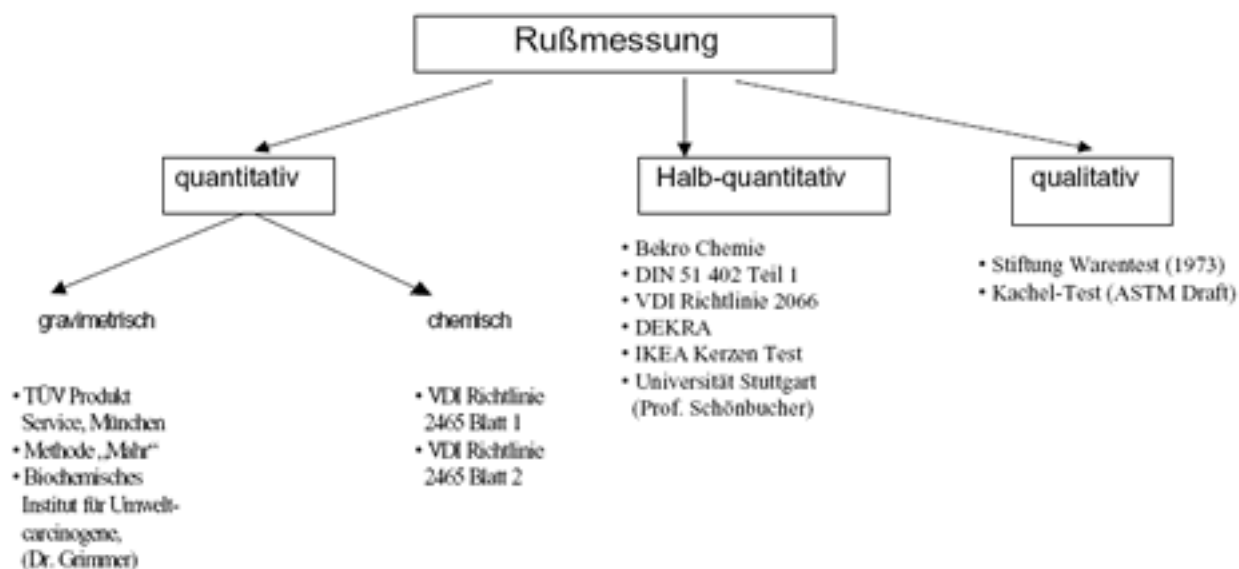 Rußmessung
quantitativ
Halb-quantitativ
qualitativ
gravimetrisch
chemisch
• TÜV Produkt
Service, München
• Methode „Mahr“
• Biochemisches
Institut für Umwelt-
carcinogene,
(Dr. Grimmer)
• VDI Richtlinie
2465 Blatt 1
• VDI Richtlinie
2465 Blatt 2
• Bekro Chemie
• DIN 51 402 Teil 1
• VDI Richtlinie 2066
• DEKRA
• IKEA Kerzen Test
• Universität Stuttgart
(Prof. Schönbucher)
• Stiftung Warentest (1973)
• Kachel-Test (ASTM Draft)